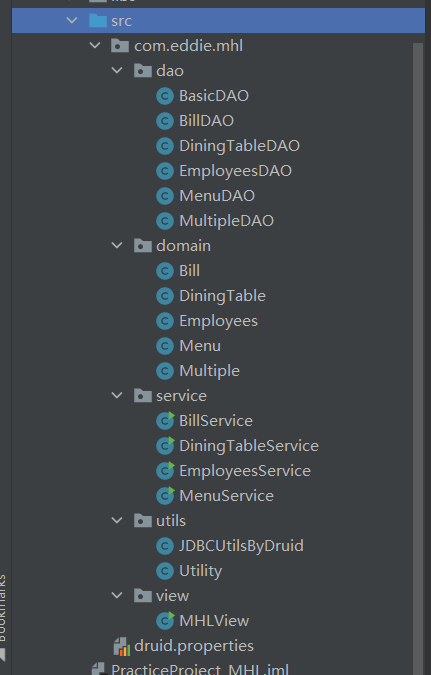 src
com.eddie.mhl
dao
BasicDAO
BillDAO
DiningTableDAO
EmployeesDAO
MenuDAO
MultipleDAO
domain
Bill
DiningTable
Employees
Menu
Multiple
service
BillService
DiningTableService
EmployeesService
MenuService
utils
JDBCUtilsByDruid
Utility
view
MHLView
druid.properties
PracticeProject_MHL.iml